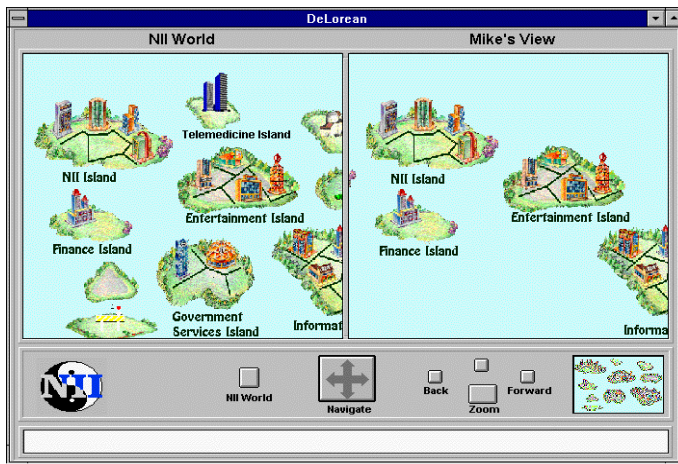 DeLorean
NII World
Mike's View
Telemedicine Island
NII Island
Entertainment Island
Finance Island
Government
Services Island
Informat
NII Island
Entertainment Island
Finance Island
Informa
NII
NII World
Navigate
Back
Zoom
Forward